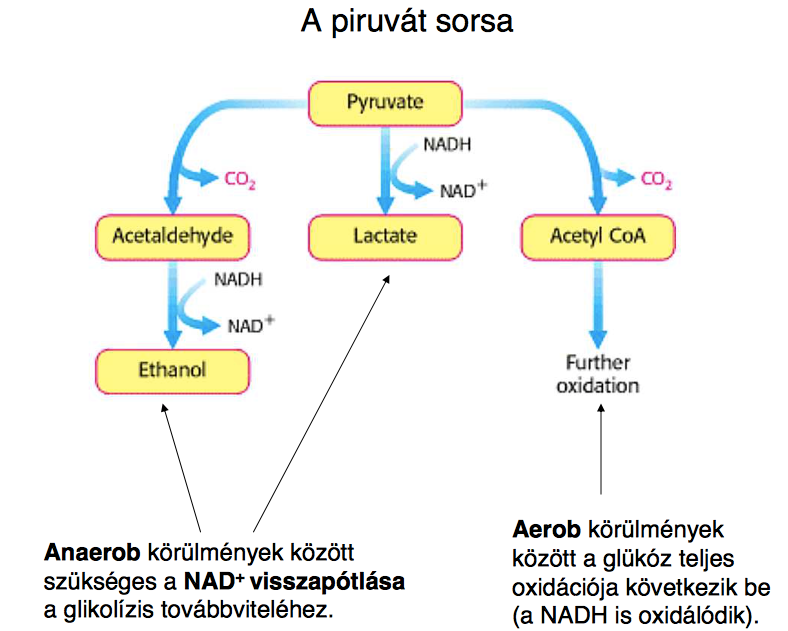 A piruvát sorsa
Pyruvate
NADH
NAD⁺
CO₂
CO₂
Acetaldehyde
Lactate
Acetyl CoA
NADH
NAD⁺
Ethanol
Further
oxidation
Anaerob körülmények között
szükséges a NAD⁺ visszapótlása
a glikolízis továbbviteléhez.
Aerob körülmények
között a glükóz teljes
oxidációja következik be
(a NADH is oxidálódik).